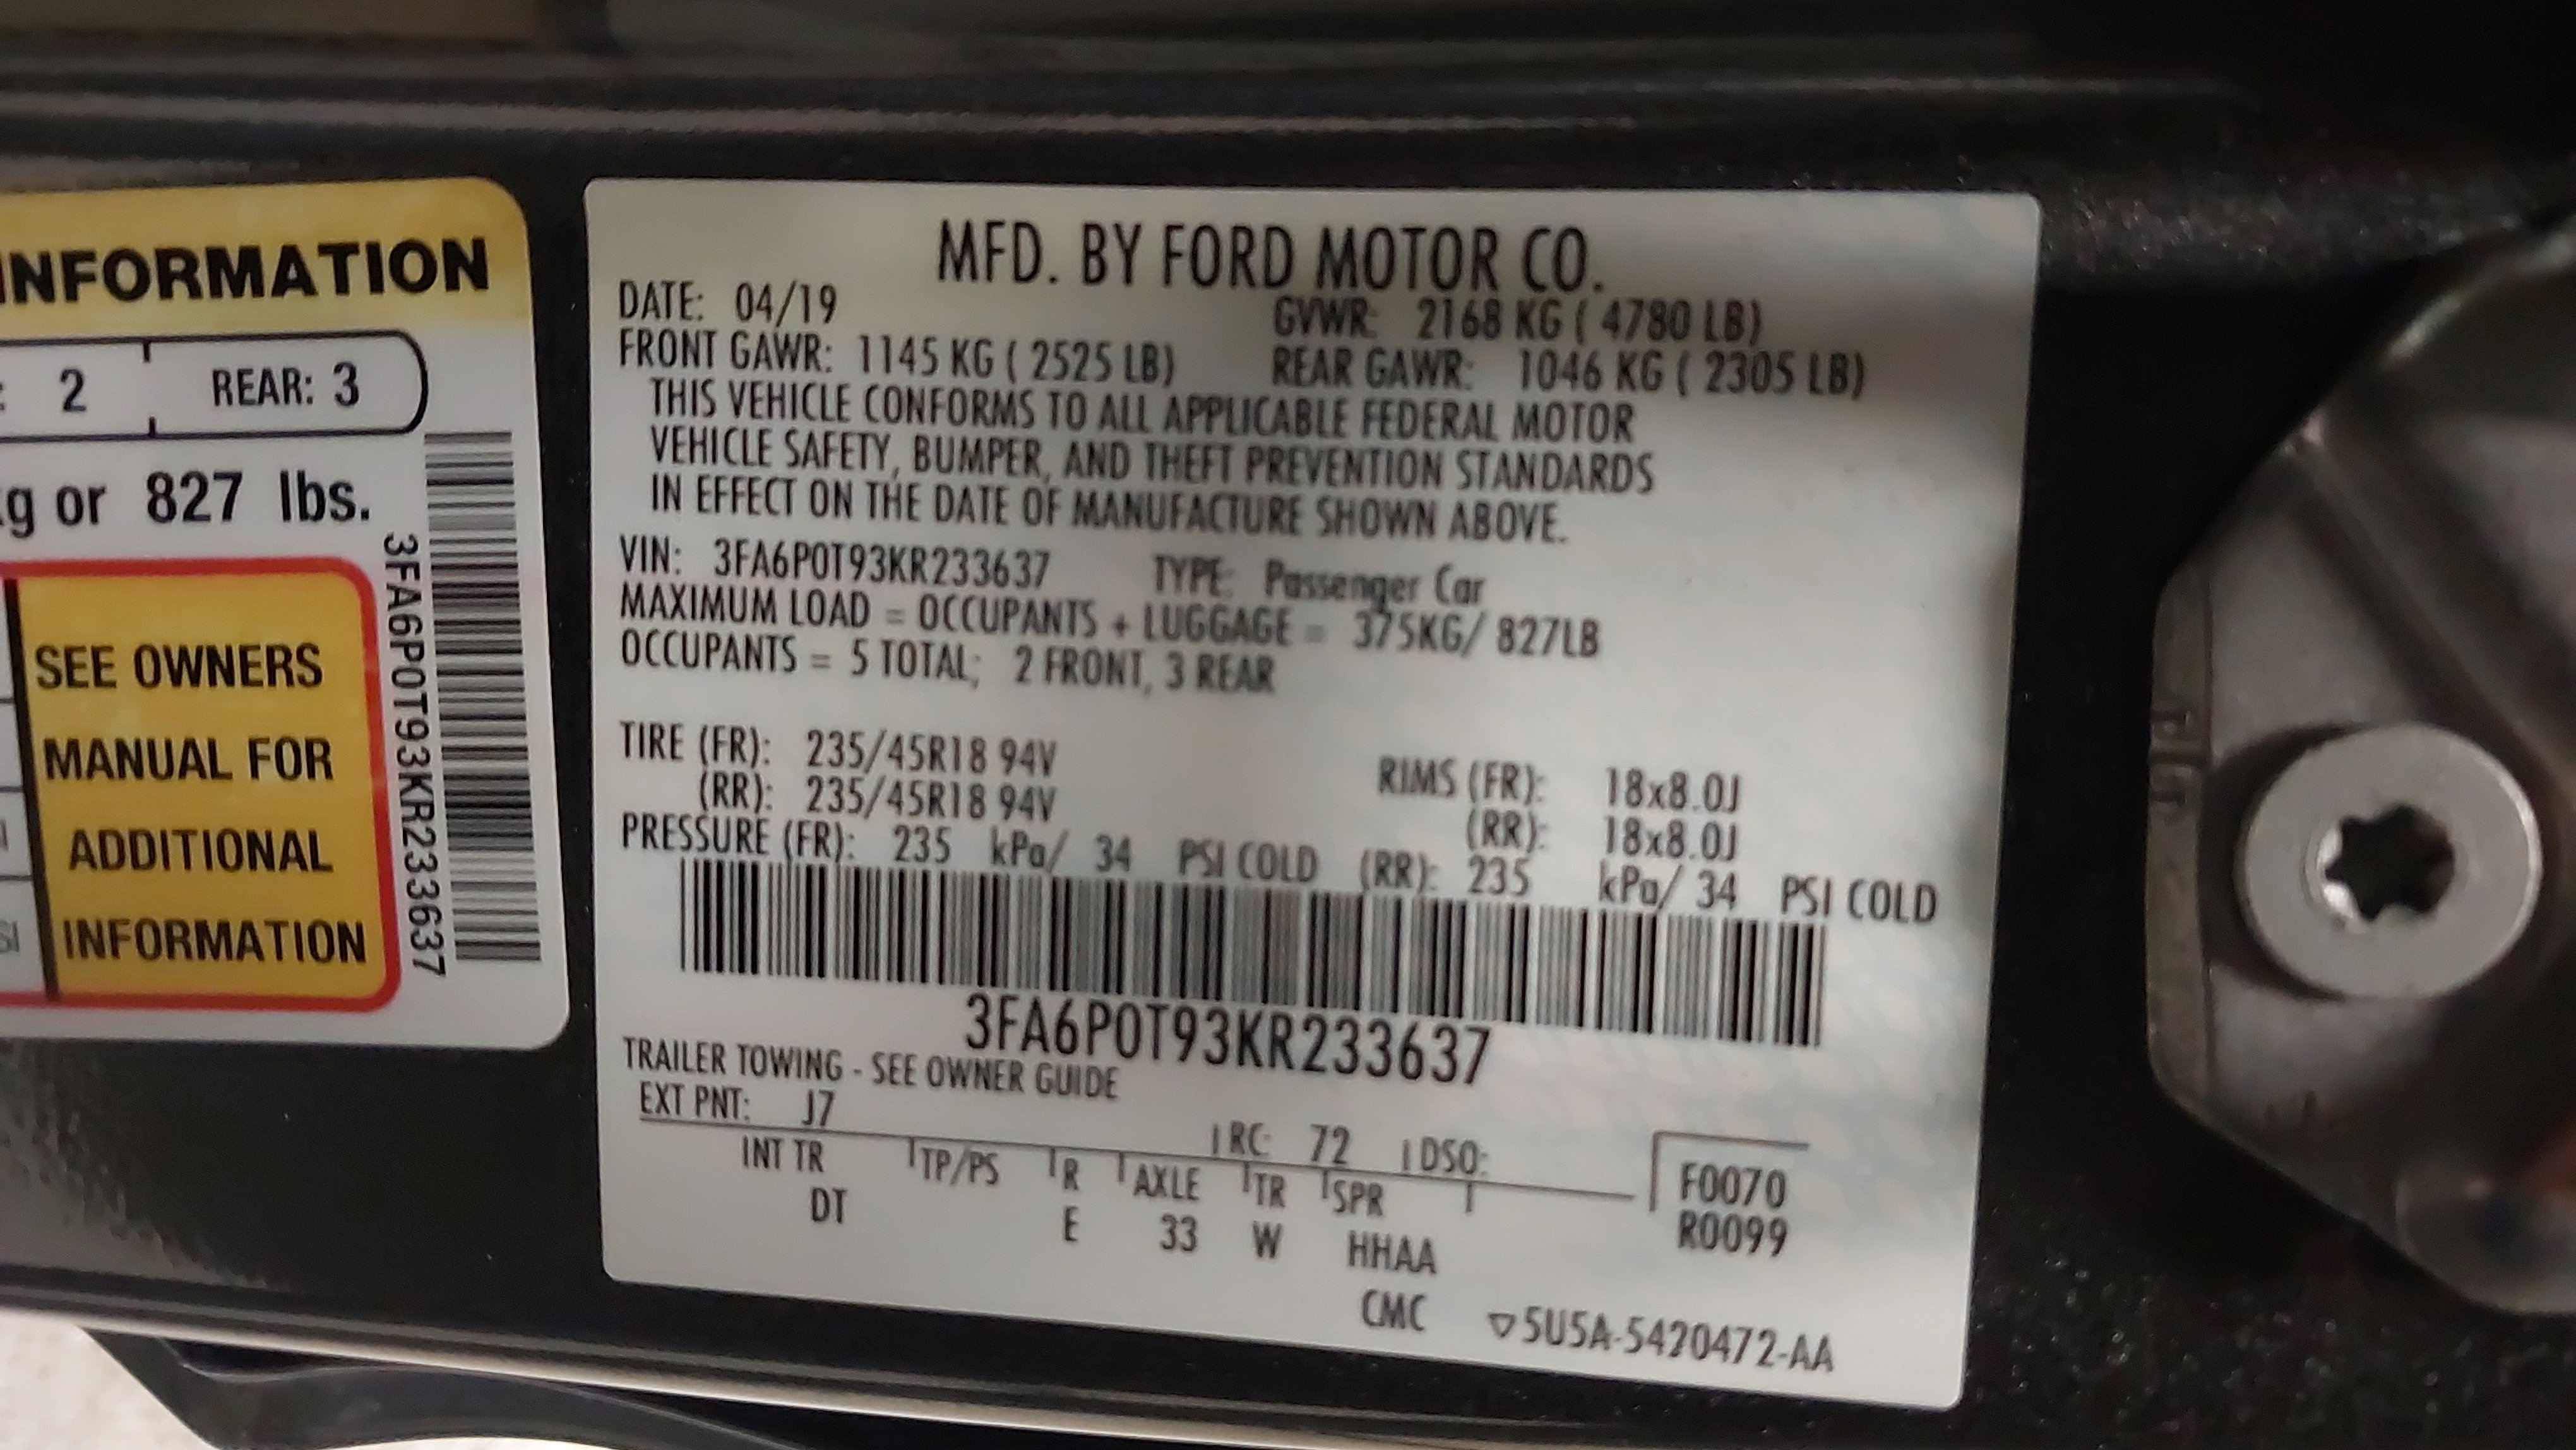 INFORMATION
: 2 REAR: 3
kg or 827 lbs.
3FA6P0T93KR233637
SEE OWNERS
MANUAL FOR
ADDITIONAL
INFORMATION
MFD. BY FORD MOTOR CO.
DATE: 04/19 GVWR: 2168 KG ( 4780 LB)
FRONT GAWR: 1145 KG ( 2525 LB) REAR GAWR: 1046 KG ( 2305 LB)
THIS VEHICLE CONFORMS TO ALL APPLICABLE FEDERAL MOTOR
VEHICLE SAFETY, BUMPER, AND THEFT PREVENTION STANDARDS
IN EFFECT ON THE DATE OF MANUFACTURE SHOWN ABOVE.
VIN: 3FA6P0T93KR233637 TYPE: Passenger Car
MAXIMUM LOAD = OCCUPANTS + LUGGAGE = 375KG/ 827LB
OCCUPANTS = 5 TOTAL; 2 FRONT, 3 REAR
TIRE (FR): 235/45R18 94V RIMS (FR): 18x8.0J
(RR): 235/45R18 94V (RR): 18x8.0J
PRESSURE (FR): 235 kPa/ 34 PSI COLD (RR): 235 kPa/ 34 PSI COLD
3FA6P0T93KR233637
TRAILER TOWING - SEE OWNER GUIDE
EXT PNT: J7 RC: 72 DSO:
INT TR TP/PS R AXLE TR SPR F0070
DT E 33 W HHAA R0099
CMC ▽5U5A-5420472-AA